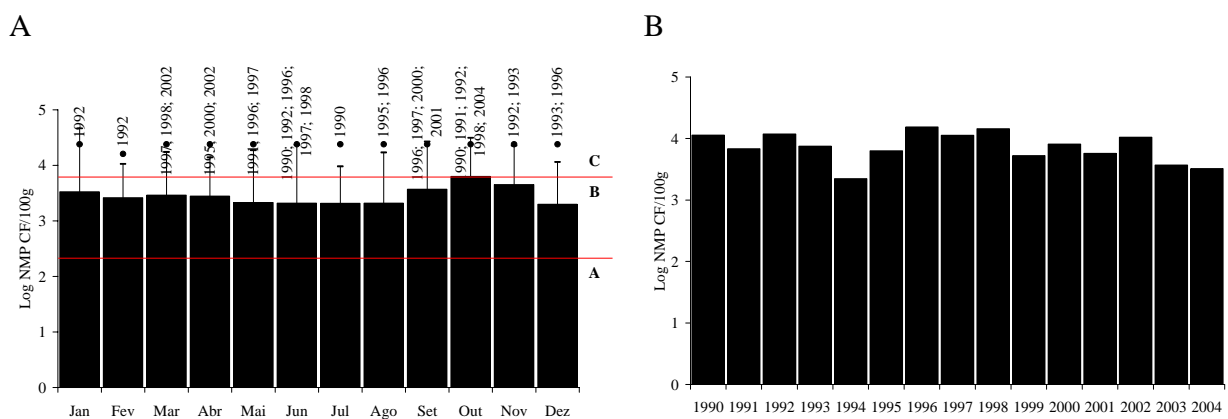 A
B
Log NMP CF/100g
5
4
3
2
1
0
1992
1992
1997; 1998; 2002
1995; 2000; 2002
1996; 1997
1990; 1992; 1996;
1997; 1998
1990
1995; 1996
1996; 1997; 2000;
2001
1990; 1991; 1992;
1998; 2004
1992; 1993
1993; 1996
C
B
A
Jan Fev Mar Abr Mai Jun Jul Ago Set Out Nov Dez
Log NMP CF/100g
5
4
3
2
1
0
1990 1991 1992 1993 1994 1995 1996 1997 1998 1999 2000 2001 2002 2003 2004